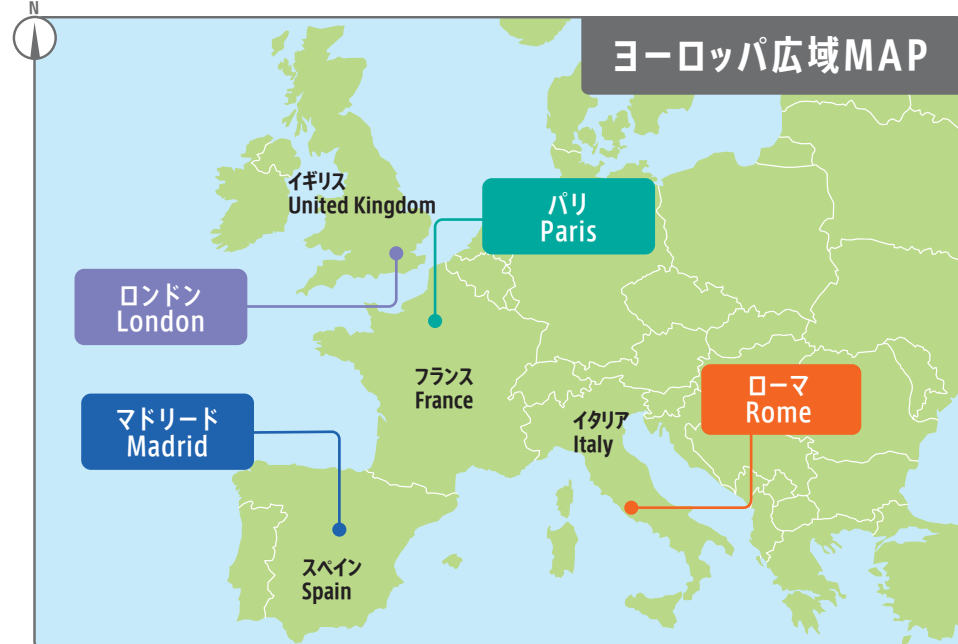 N
ヨーロッパ広域MAP
イギリス
United Kingdom
パリ
Paris
ロンドン
London
フランス
France
ローマ
Rome
マドリード
Madrid
イタリア
Italy
スペイン
Spain